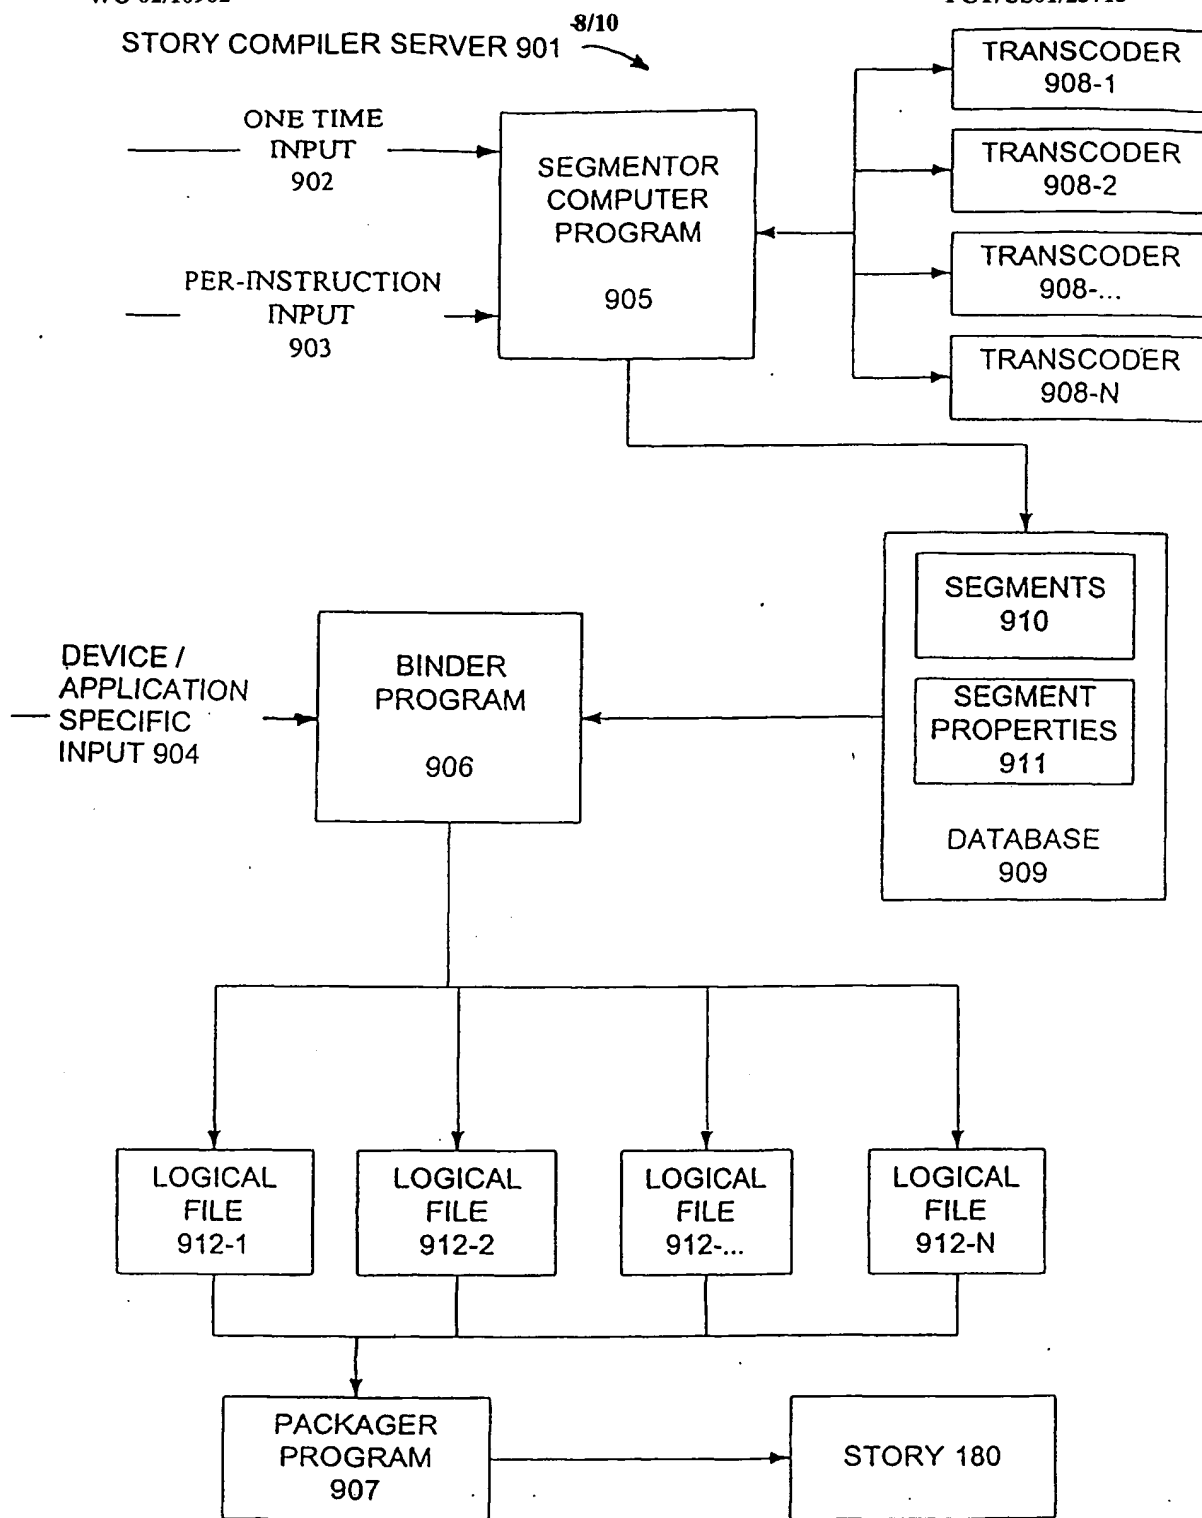 8/10
STORY COMPILER SERVER 901
ONE TIME
INPUT
902
PER-INSTRUCTION
INPUT
903
SEGMENTOR
COMPUTER
PROGRAM
905
TRANSCODER
908-1
TRANSCODER
908-2
TRANSCODER
908-...
TRANSCODER
908-N
SEGMENTS
910
SEGMENT
PROPERTIES
911
DATABASE
909
DEVICE /
APPLICATION
SPECIFIC
INPUT 904
BINDER
PROGRAM
906
LOGICAL
FILE
912-1
LOGICAL
FILE
912-2
LOGICAL
FILE
912-...
LOGICAL
FILE
912-N
PACKAGER
PROGRAM
907
STORY 180